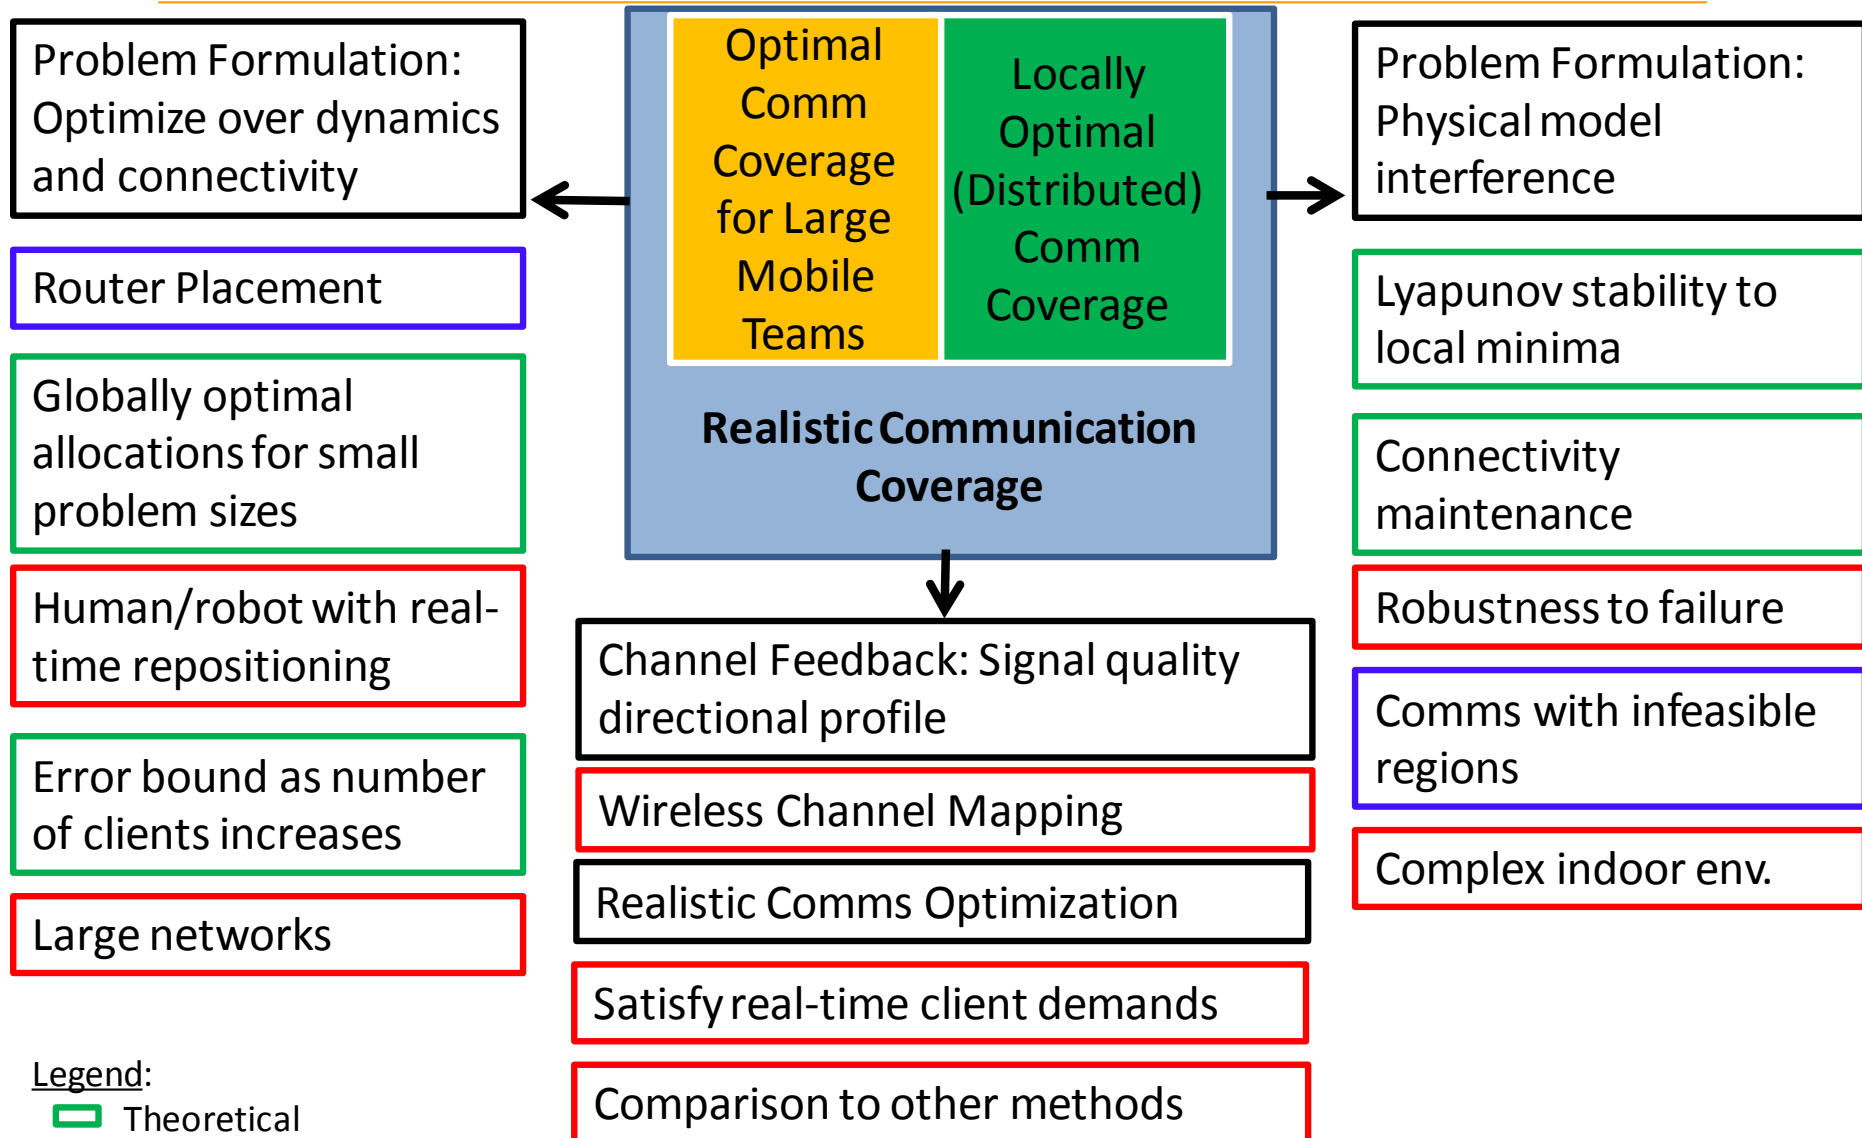 Problem Formulation:
Optimize over dynamics
and connectivity
Router Placement
Globally optimal
allocations for small
problem sizes
Human/robot with real-
time repositioning
Error bound as number
of clients increases
Large networks
Legend:
Theoretical
Optimal
Comm
Coverage
for Large
Mobile
Teams
Locally
Optimal
(Distributed)
Comm
Coverage
Realistic Communication
Coverage
Channel Feedback: Signal quality
directional profile
Wireless Channel Mapping
Realistic Comms Optimization
Satisfy real-time client demands
Comparison to other methods
Problem Formulation:
Physical model
interference
Lyapunov stability to
local minima
Connectivity
maintenance
Robustness to failure
Comms with infeasible
regions
Complex indoor env.